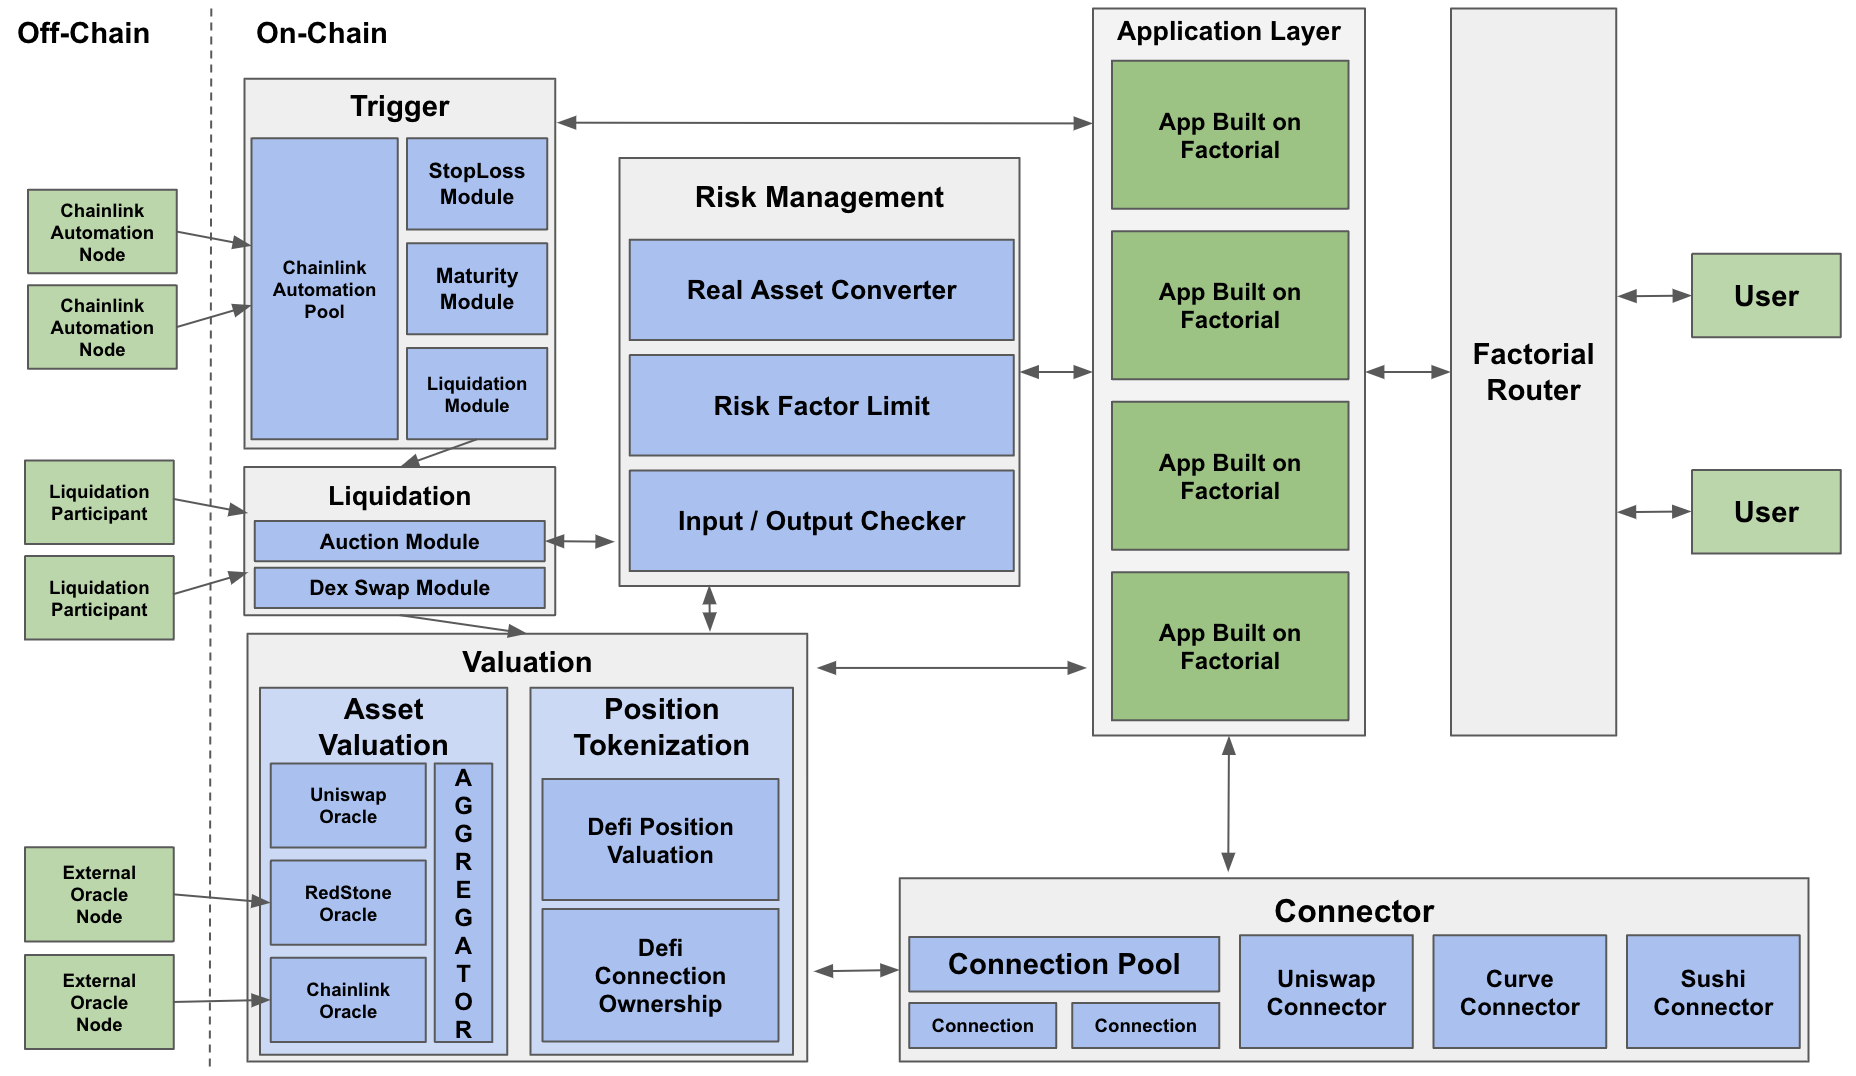 Off-Chain
On-Chain
Trigger
Chainlink
Automation
Pool
StopLoss
Module
Maturity
Module
Liquidation
Module
Chainlink
Automation
Node
Chainlink
Automation
Node
Liquidation
Participant
Liquidation
Participant
Liquidation
Auction Module
Dex Swap Module
Risk Management
Real Asset Converter
Risk Factor Limit
Input / Output Checker
Application Layer
App Built on
Factorial
App Built on
Factorial
App Built on
Factorial
App Built on
Factorial
Factorial
Router
User
User
Valuation
Asset
Valuation
Uniswap
Oracle
RedStone
Oracle
Chainlink
Oracle
A
G
G
R
E
G
A
T
O
R
Position
Tokenization
Defi Position
Valuation
Defi
Connection
Ownership
External
Oracle
Node
External
Oracle
Node
Connector
Connection Pool
Connection
Connection
Uniswap
Connector
Curve
Connector
Sushi
Connector